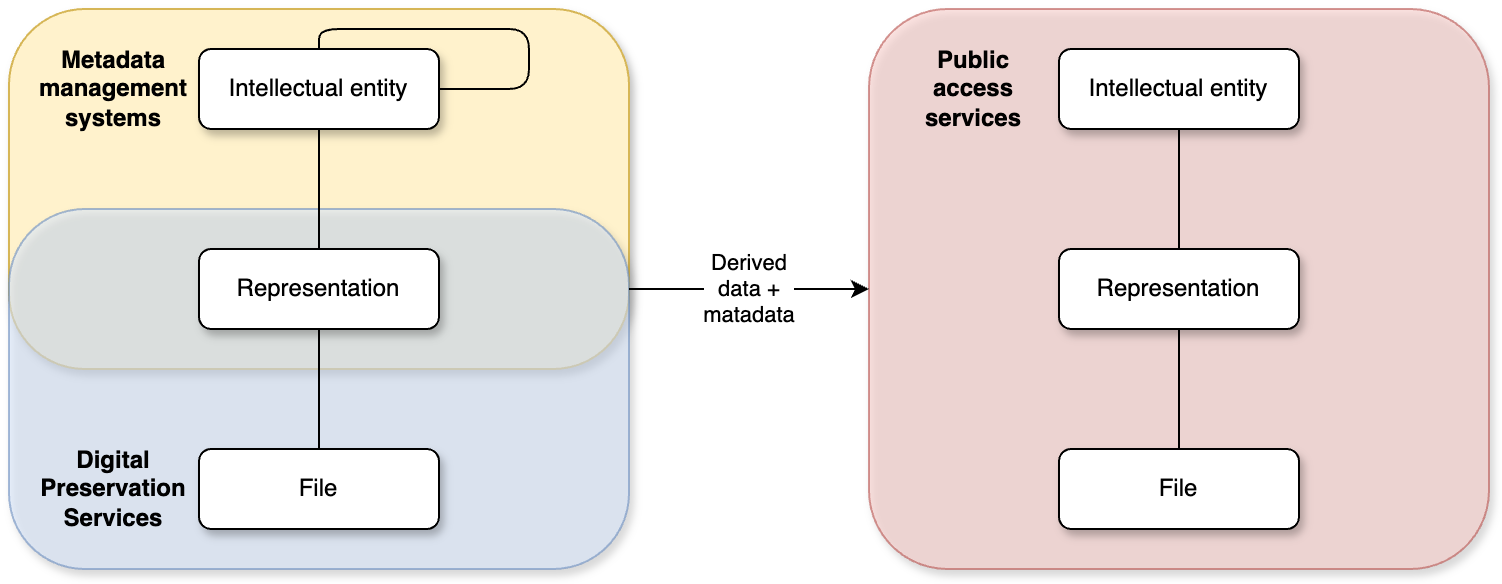 Metadata
management
systems
Intellectual entity
Representation
Digital
Preservation
Services
File
Derived
data +
matadata
Public
access
services
Intellectual entity
Representation
File